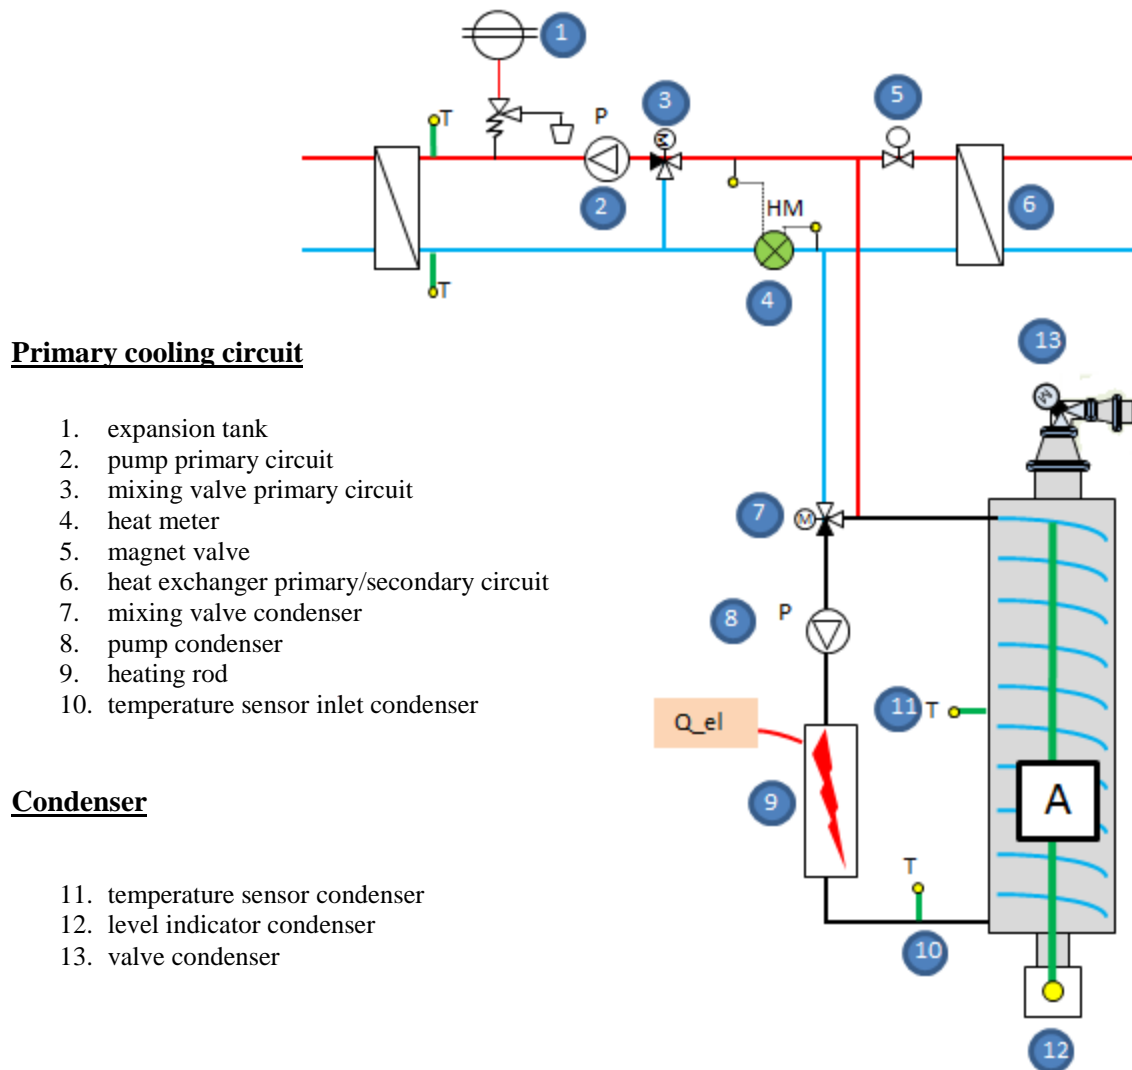 1
T
P
3
5
2
HM
6
4
T
13
Primary cooling circuit
1. expansion tank
2. pump primary circuit
3. mixing valve primary circuit
4. heat meter
5. magnet valve
6. heat exchanger primary/secondary circuit
7. mixing valve condenser
8. pump condenser
9. heating rod
10. temperature sensor inlet condenser
M
M
7
M
8
P
11
T
Q_el
9
A
T
10
12
Condenser
11. temperature sensor condenser
12. level indicator condenser
13. valve condenser